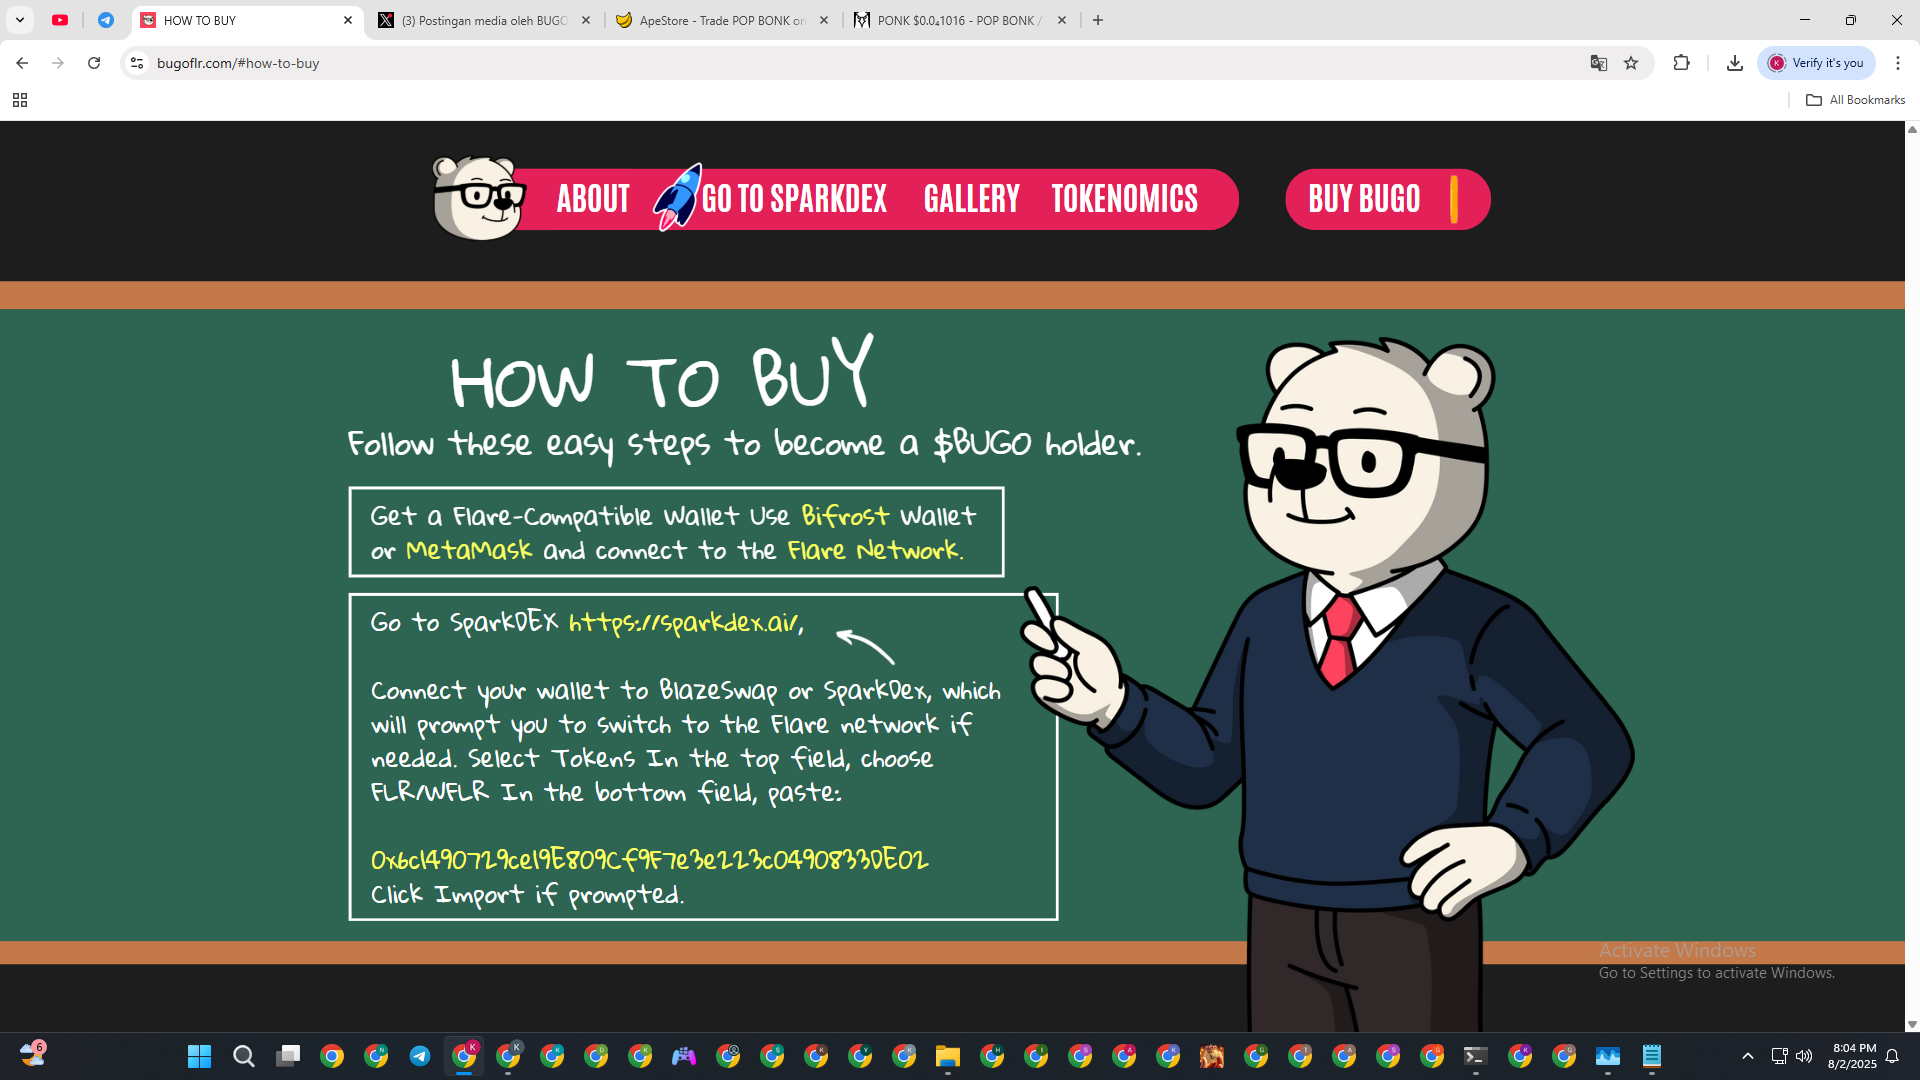 HOW TO BUY
(3) Postingan media oleh BUGO
ApeStore - Trade POP BONK on
PONK $0.0₄1016 - POP BONK /
bugoflr.com/#how-to-buy
K
Verify it's you
All Bookmarks
ABOUT
GO TO SPARKDEX
GALLERY
TOKENOMICS
BUY BUGO
HOW TO BUY
Follow these easy steps to become a $BUGO holder.
Get a Flare-Compatible Wallet Use Bifrost Wallet
or MetaMask and connect to the Flare Network.
Go to SparkDEX https://sparkdex.ai/,
Connect your wallet to BlazeSwap or SparkDex, which
will prompt you to switch to the Flare network if
needed. Select Tokens In the top field, choose
FLR/WFLR In the bottom field, paste:
0x6c1490729ce19E809Cf9F7e3e223c0490833DE02
Click Import if prompted.
Activate Windows
Go to Settings to activate Windows.
6
8:04 PM
8/2/2025